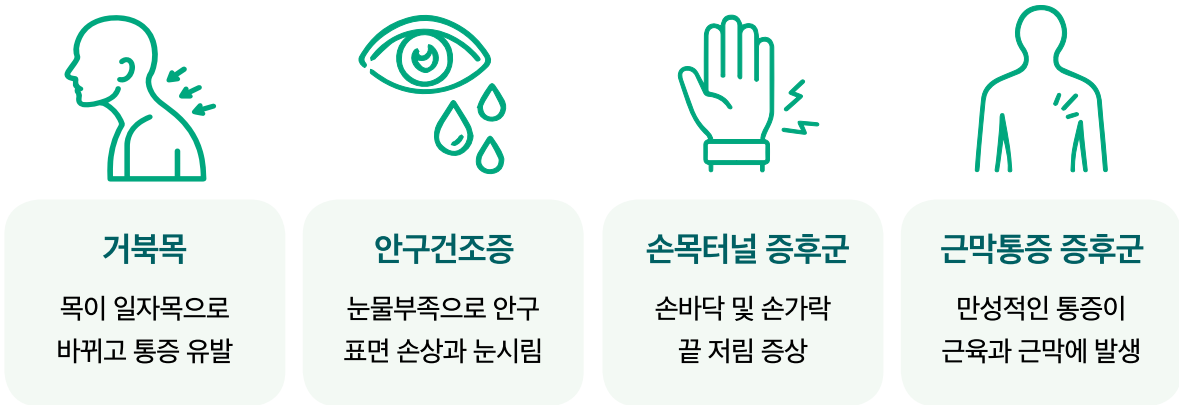 거북목
목이 일자목으로
바뀌고 통증 유발
안구건조증
눈물부족으로 안구
표면 손상과 눈시림
손목터널 증후군
손바닥 및 손가락
끝 저림 증상
근막통증 증후군
만성적인 통증이
근육과 근막에 발생